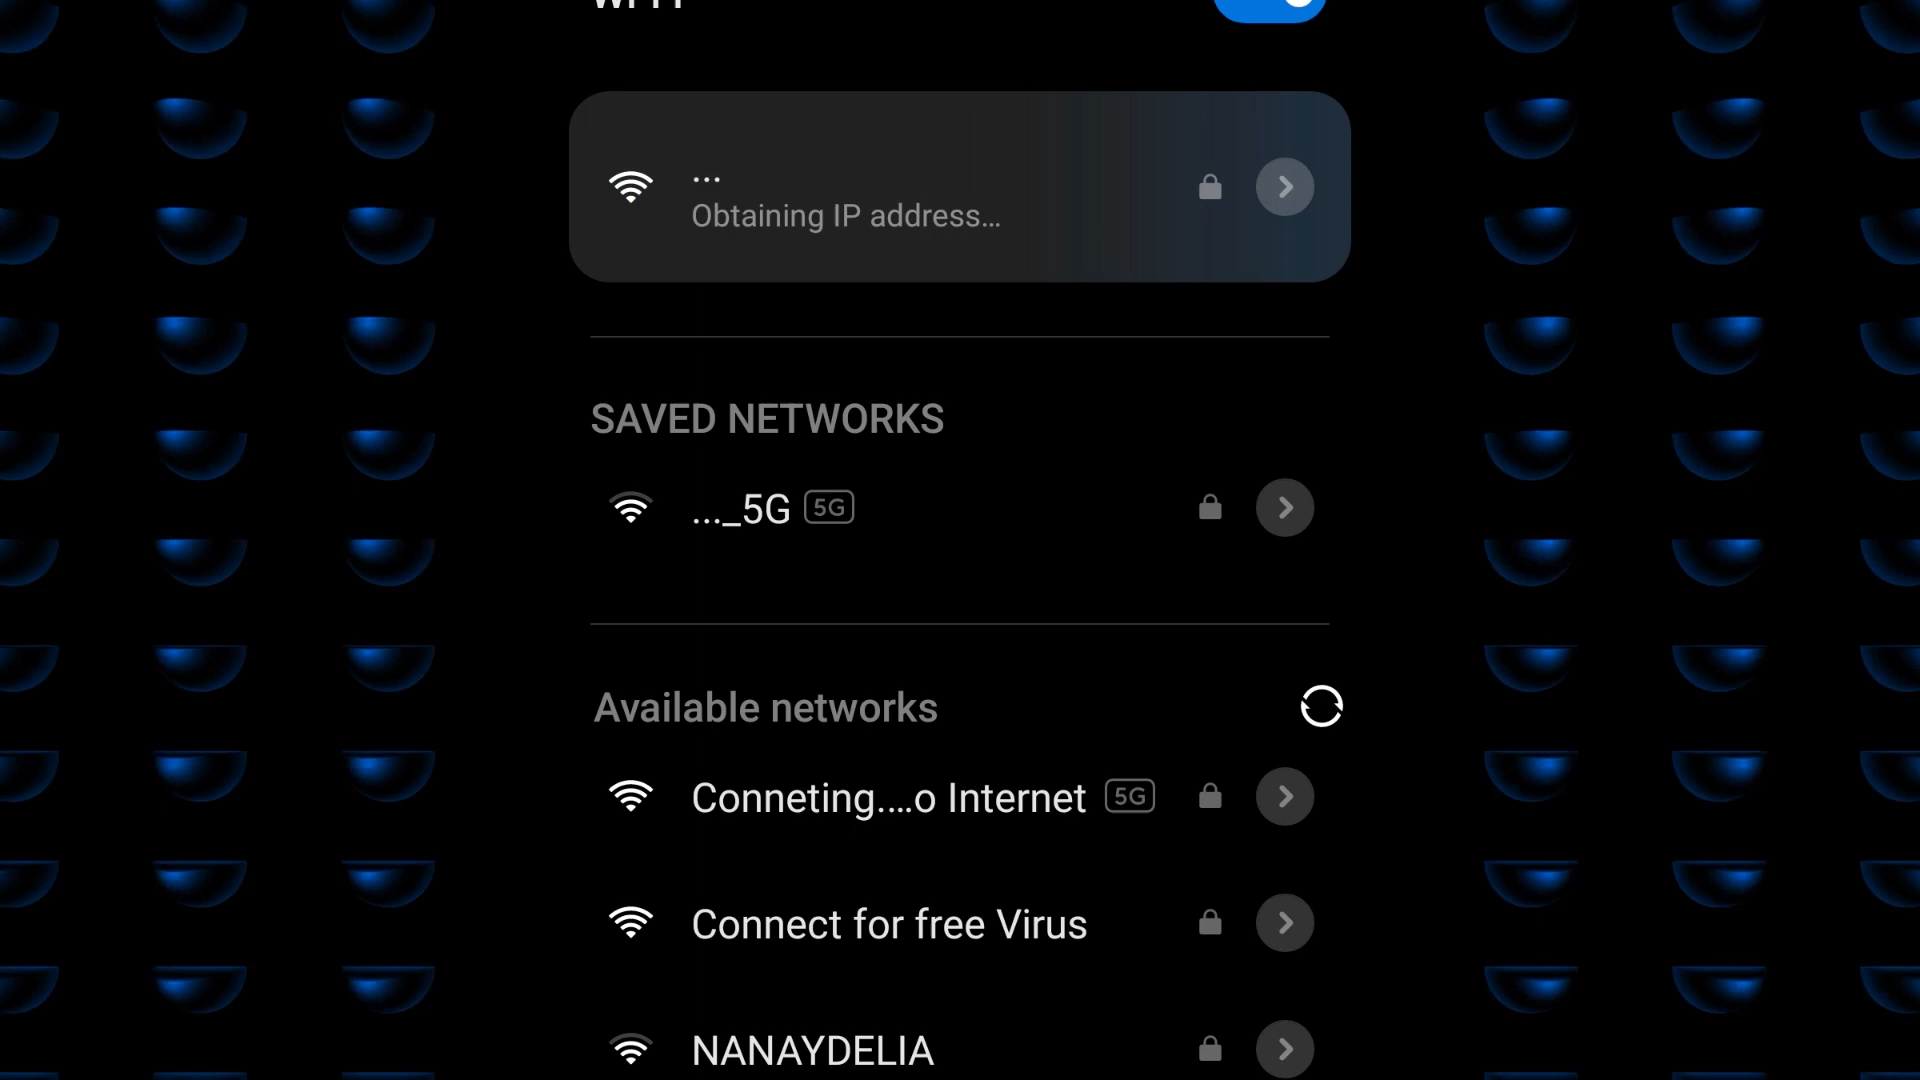 ...
Obtaining IP address...
SAVED NETWORKS
..._5G 5G
Available networks
Conneting....o Internet 5G
Connect for free Virus
NANAYDELIA